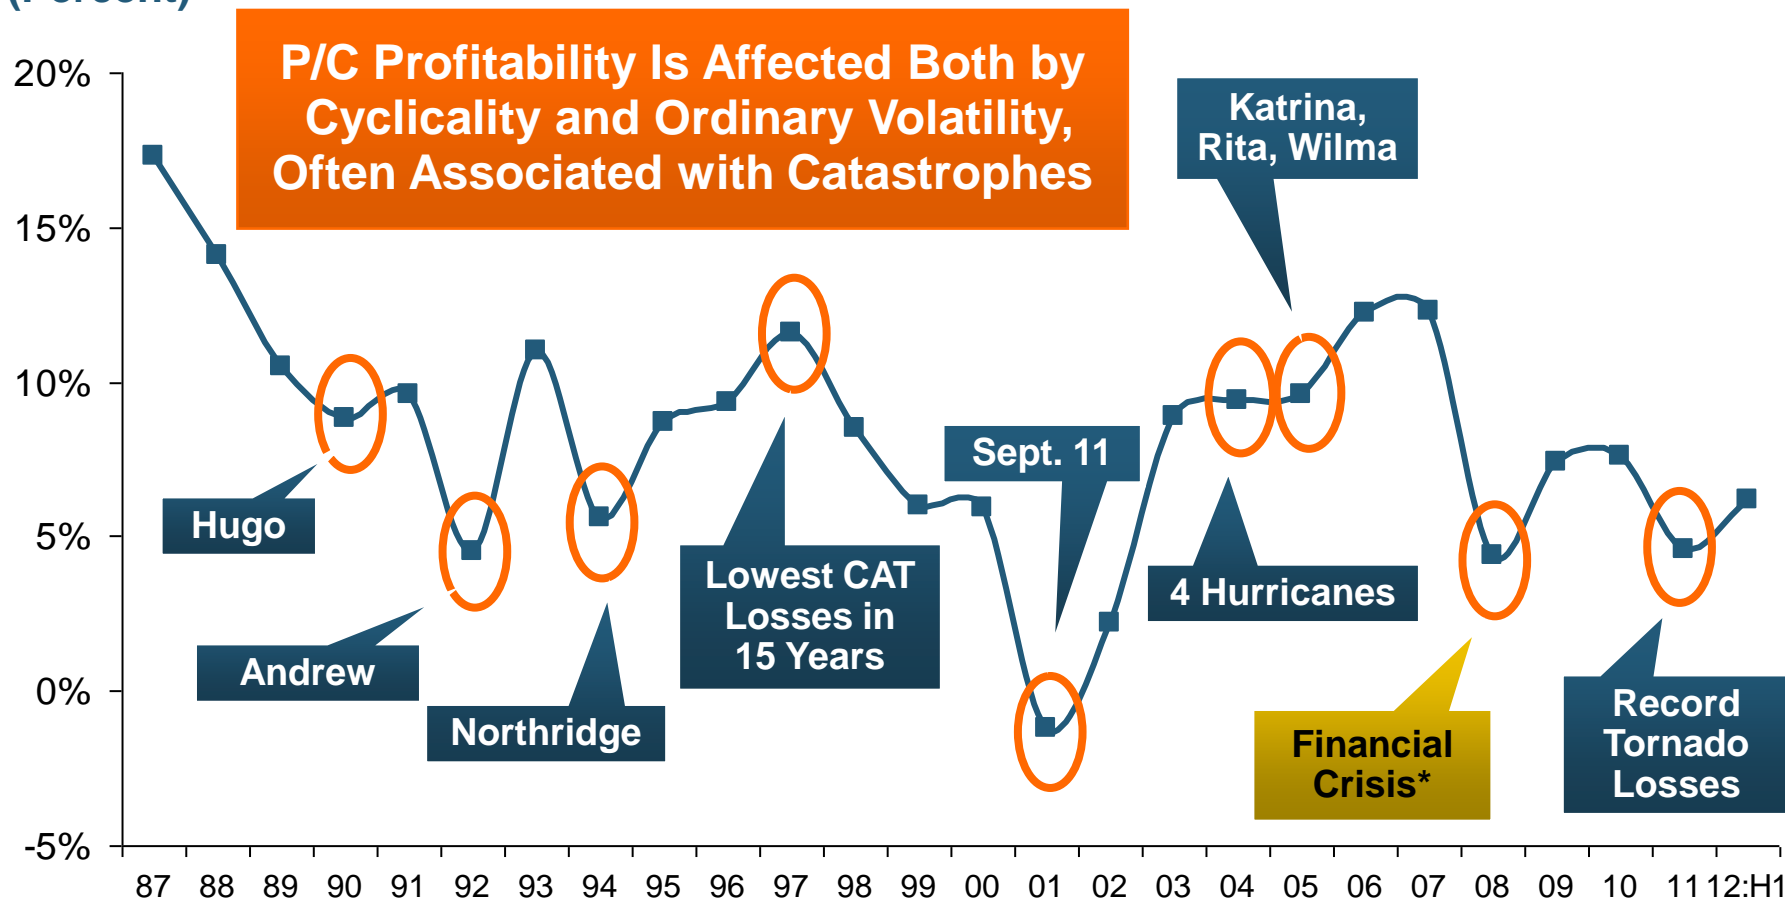 (Percent)
P/C Profitability Is Affected Both by
Cyclicality and Ordinary Volatility,
Often Associated with Catastrophes
20%
15%
10%
5%
0%
-5%
Katrina,
Rita, Wilma
Sept. 11
Hugo
Lowest CAT
Losses in
15 Years
4 Hurricanes
Andrew
Northridge
Financial
Crisis*
Record
Tornado
Losses
87 88 89 90 91 92 93 94 95 96 97 98 99 00 01 02 03 04 05 06 07 08 09 10 11 12:H1